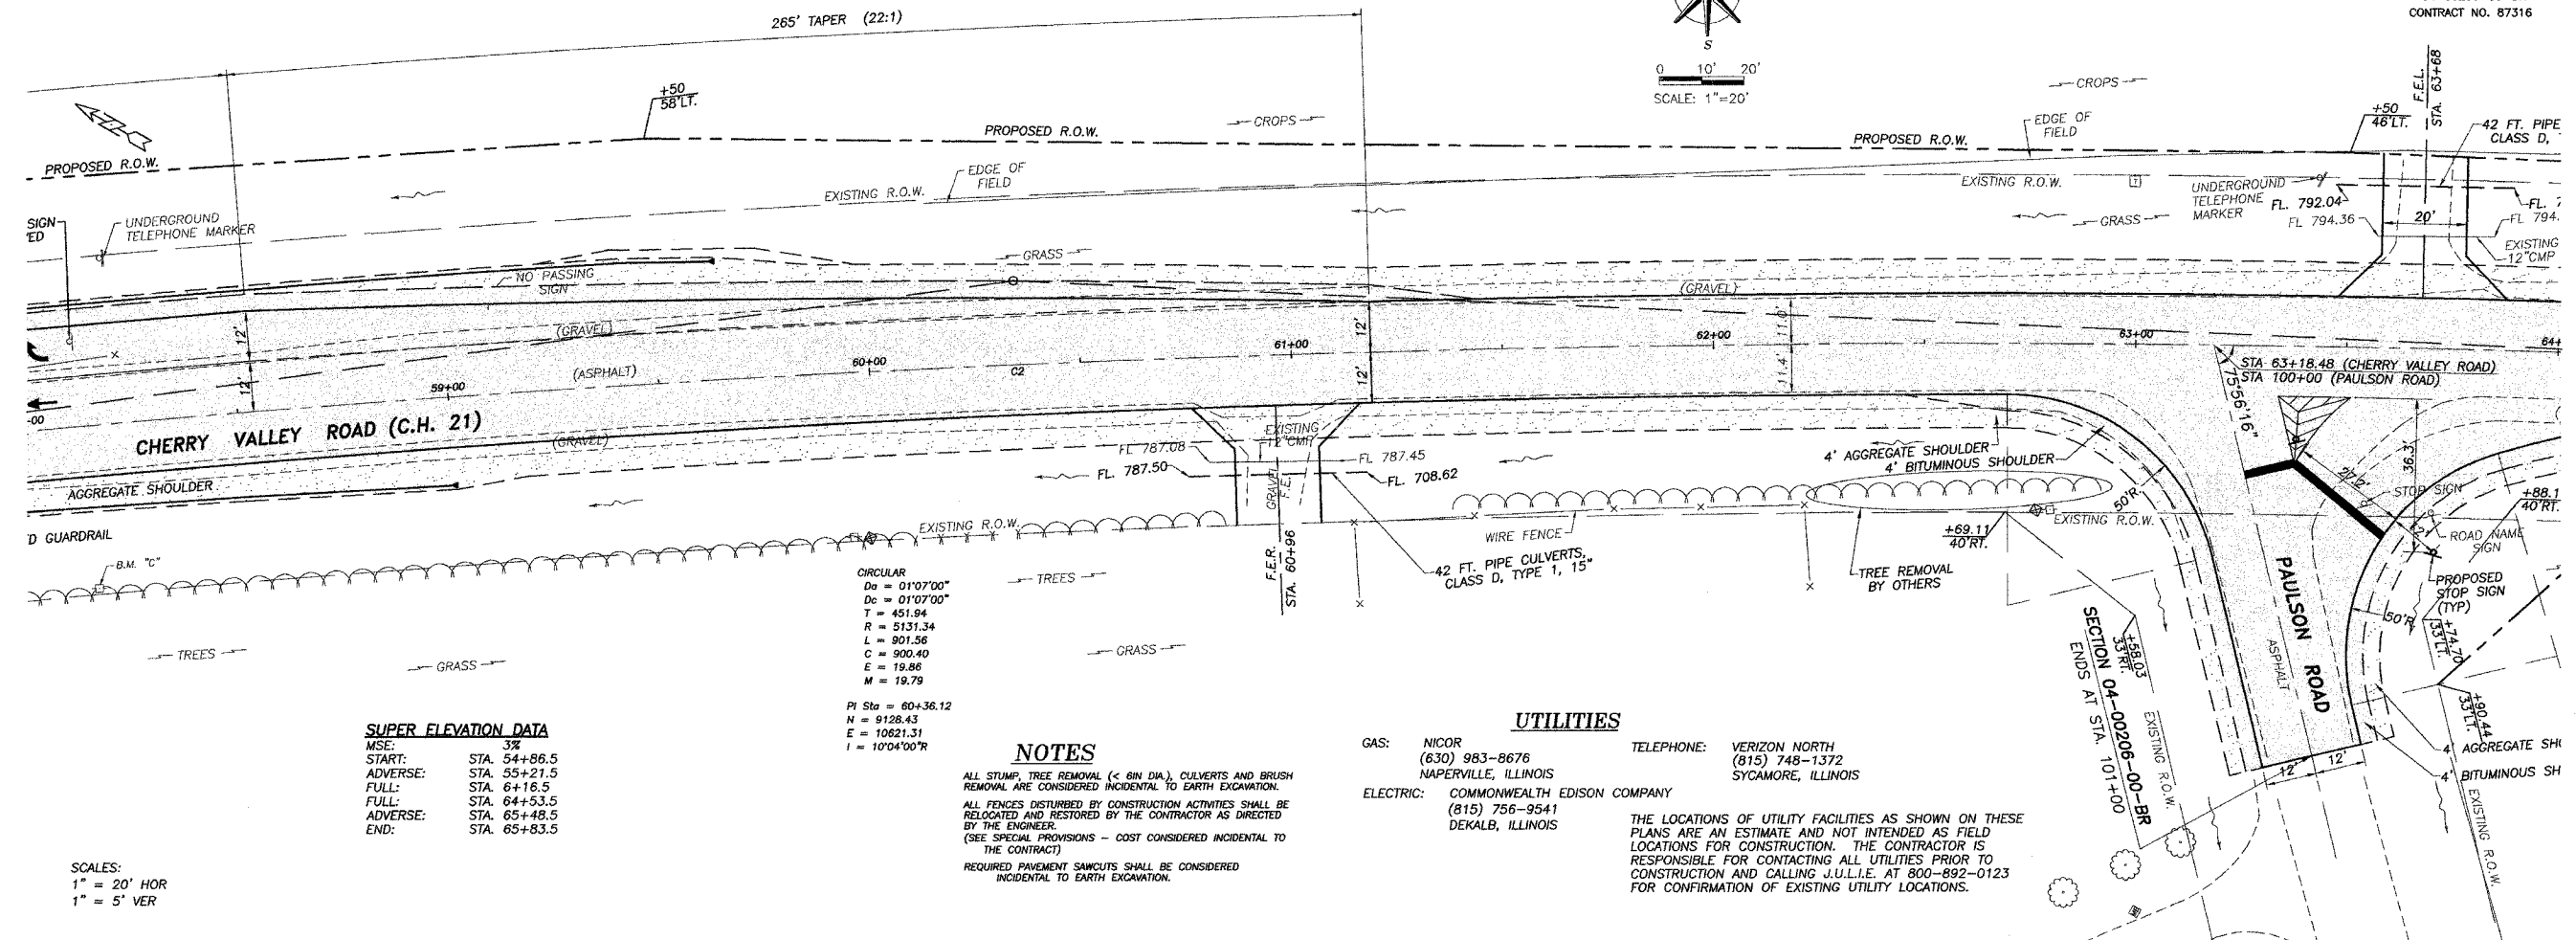 265' TAPER (22:1)
S
0 10' 20'
SCALE: 1"=20'
CONTRACT NO. 87316
+50
58'LT.
CROPS
PROPOSED R.O.W.
PROPOSED R.O.W.
EDGE OF
FIELD
EXISTING R.O.W.
CROPS
EDGE OF
FIELD
PROPOSED R.O.W.
EXISTING R.O.W.
+50
46'LT.
F.E.L.
STA. 63+68
42 FT. PIPE
CLASS D,
SIGN
UNDERGROUND
TELEPHONE MARKER
UNDERGROUND
TELEPHONE
MARKER
FL. 792.04
FL 794.36
20'
FL 794.
EXISTING
12"CMP
GRASS
GRASS
NO PASSING
SIGN
(GRAVEL)
(GRAVEL)
12'
12'
12'
12'
11.0'
11.4'
(ASPHALT)
59+00
60+00
C2
61+00
62+00
63+00
64+
-00
CHERRY VALLEY ROAD (C.H. 21)
(GRAVEL)
AGGREGATE SHOULDER
D GUARDRAIL
B.M. "C"
STA 63+18.48 (CHERRY VALLEY ROAD)
STA 100+00 (PAULSON ROAD)
75°56'16"
EXISTING
12"CMP
FL 787.08
FL 787.45
FL. 787.50
FL. 708.62
GRAVEL
F.E.
4' AGGREGATE SHOULDER
4' BITUMINOUS SHOULDER
50'R.
36.3'
27.2'
STOP SIGN
+88.1
40'RT.
ROAD NAME
SIGN
EXISTING R.O.W.
WIRE FENCE
+69.11
40'RT.
EXISTING R.O.W.
F.E.R.
STA. 60+96
42 FT. PIPE CULVERTS,
CLASS D, TYPE 1, 15"
TREE REMOVAL
BY OTHERS
PROPOSED
STOP SIGN
(TYP)
50'R.
+74.70
33'LT.
+90.44
33'LT.
PAULSON ROAD
ASPHALT
+58.03
33'RT.
SECTION 04-00206-00-BR
ENDS AT STA. 101+00
EXISTING R.O.W.
EXISTING R.O.W.
12'
12'
4' AGGREGATE SH
4' BITUMINOUS SH
TREES
GRASS
TREES
GRASS
CIRCULAR
Da = 01°07'00"
Dc = 01°07'00"
T = 451.94
R = 5131.34
L = 901.56
C = 900.40
E = 19.86
M = 19.79
PI Sta = 60+36.12
N = 9128.43
E = 10621.31
I = 10°04'00"R
SUPER ELEVATION DATA
MSE: 3%
START: STA. 54+86.5
ADVERSE: STA. 55+21.5
FULL: STA. 6+16.5
FULL: STA. 64+53.5
ADVERSE: STA. 65+48.5
END: STA. 65+83.5
SCALES:
1" = 20' HOR
1" = 5' VER
NOTES
ALL STUMP, TREE REMOVAL (< 6IN DIA.), CULVERTS AND BRUSH
REMOVAL ARE CONSIDERED INCIDENTAL TO EARTH EXCAVATION.
ALL FENCES DISTURBED BY CONSTRUCTION ACTIVITIES SHALL BE
RELOCATED AND RESTORED BY THE CONTRACTOR AS DIRECTED
BY THE ENGINEER.
(SEE SPECIAL PROVISIONS - COST CONSIDERED INCIDENTAL TO
THE CONTRACT)
REQUIRED PAVEMENT SAWCUTS SHALL BE CONSIDERED
INCIDENTAL TO EARTH EXCAVATION.
UTILITIES
GAS: NICOR
(630) 983-8676
NAPERVILLE, ILLINOIS
ELECTRIC: COMMONWEALTH EDISON COMPANY
(815) 756-9541
DEKALB, ILLINOIS
TELEPHONE: VERIZON NORTH
(815) 748-1372
SYCAMORE, ILLINOIS
THE LOCATIONS OF UTILITY FACILITIES AS SHOWN ON THESE
PLANS ARE AN ESTIMATE AND NOT INTENDED AS FIELD
LOCATIONS FOR CONSTRUCTION. THE CONTRACTOR IS
RESPONSIBLE FOR CONTACTING ALL UTILITIES PRIOR TO
CONSTRUCTION AND CALLING J.U.L.I.E. AT 800-892-0123
FOR CONFIRMATION OF EXISTING UTILITY LOCATIONS.